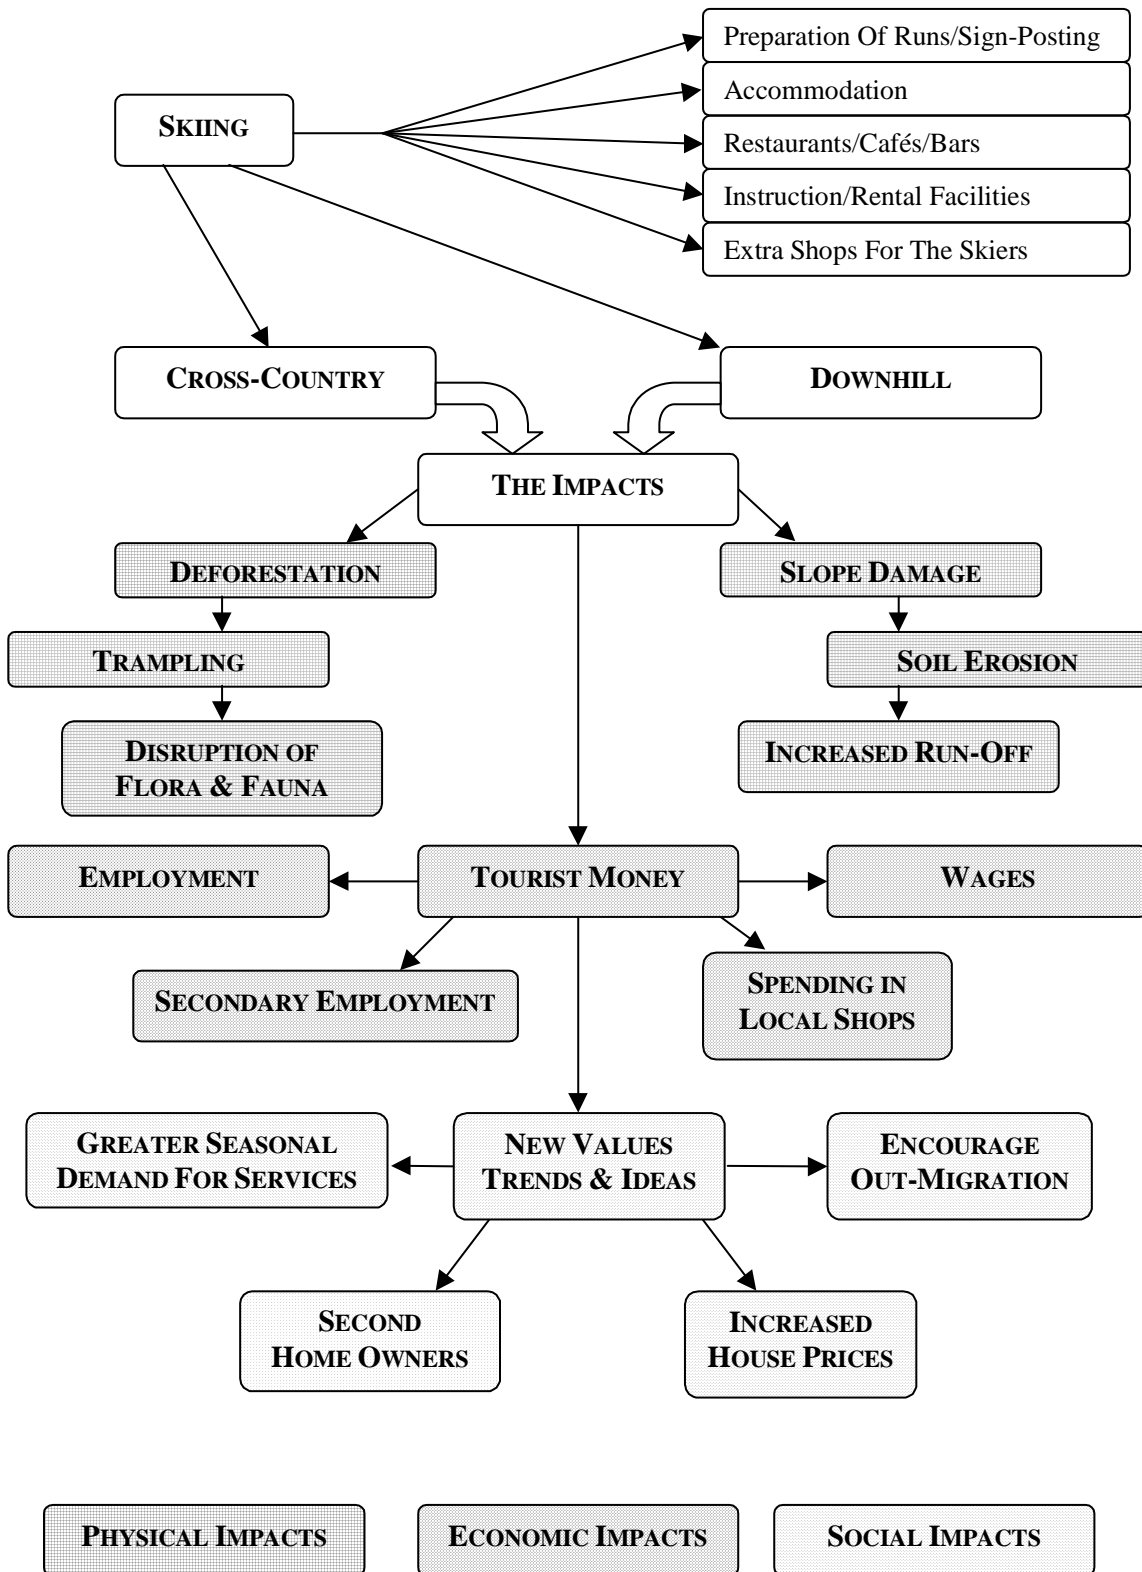 Preparation Of Runs/Sign-Posting
Accommodation
SKIING
Restaurants/Cafés/Bars
Instruction/Rental Facilities
Extra Shops For The Skiers
CROSS-COUNTRY
DOWNHILL
THE IMPACTS
DEFORESTATION
SLOPE DAMAGE
TRAMPLING
SOIL EROSION
DISRUPTION OF
FLORA & FAUNA
INCREASED RUN-OFF
EMPLOYMENT
TOURIST MONEY
WAGES
SECONDARY EMPLOYMENT
SPENDING IN
LOCAL SHOPS
GREATER SEASONAL
DEMAND FOR SERVICES
NEW VALUES
TRENDS & IDEAS
ENCOURAGE
OUT-MIGRATION
SECOND
HOME OWNERS
INCREASED
HOUSE PRICES
PHYSICAL IMPACTS
ECONOMIC IMPACTS
SOCIAL IMPACTS